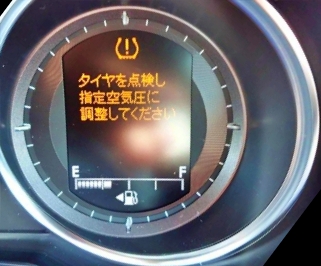 タイヤを点検し
指定空気圧に
調整してください
E F